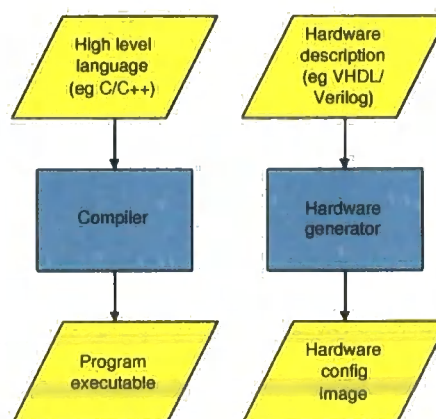 High level
language
(eg C/C++)
Compiler
Program
executable
Hardware
description
(eg VHDL/
Verilog)
Hardware
generator
Hardware
config
image